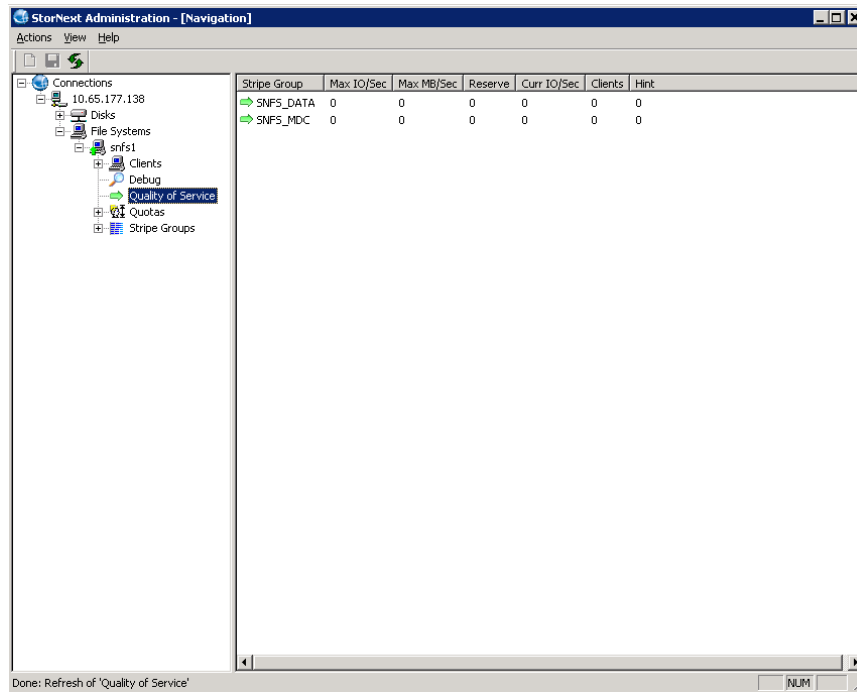 StorNext Administration - [Navigation]
Actions View Help
Connections
10.65.177.138
Disks
File Systems
snfs1
Clients
Debug
Quality of Service
Quotas
Stripe Groups
Stripe Group Max IO/Sec Max MB/Sec Reserve Curr IO/Sec Clients Hint
SNFS_DATA 0 0 0 0 0 0
SNFS_MDC 0 0 0 0 0 0
Done: Refresh of 'Quality of Service'
NUM